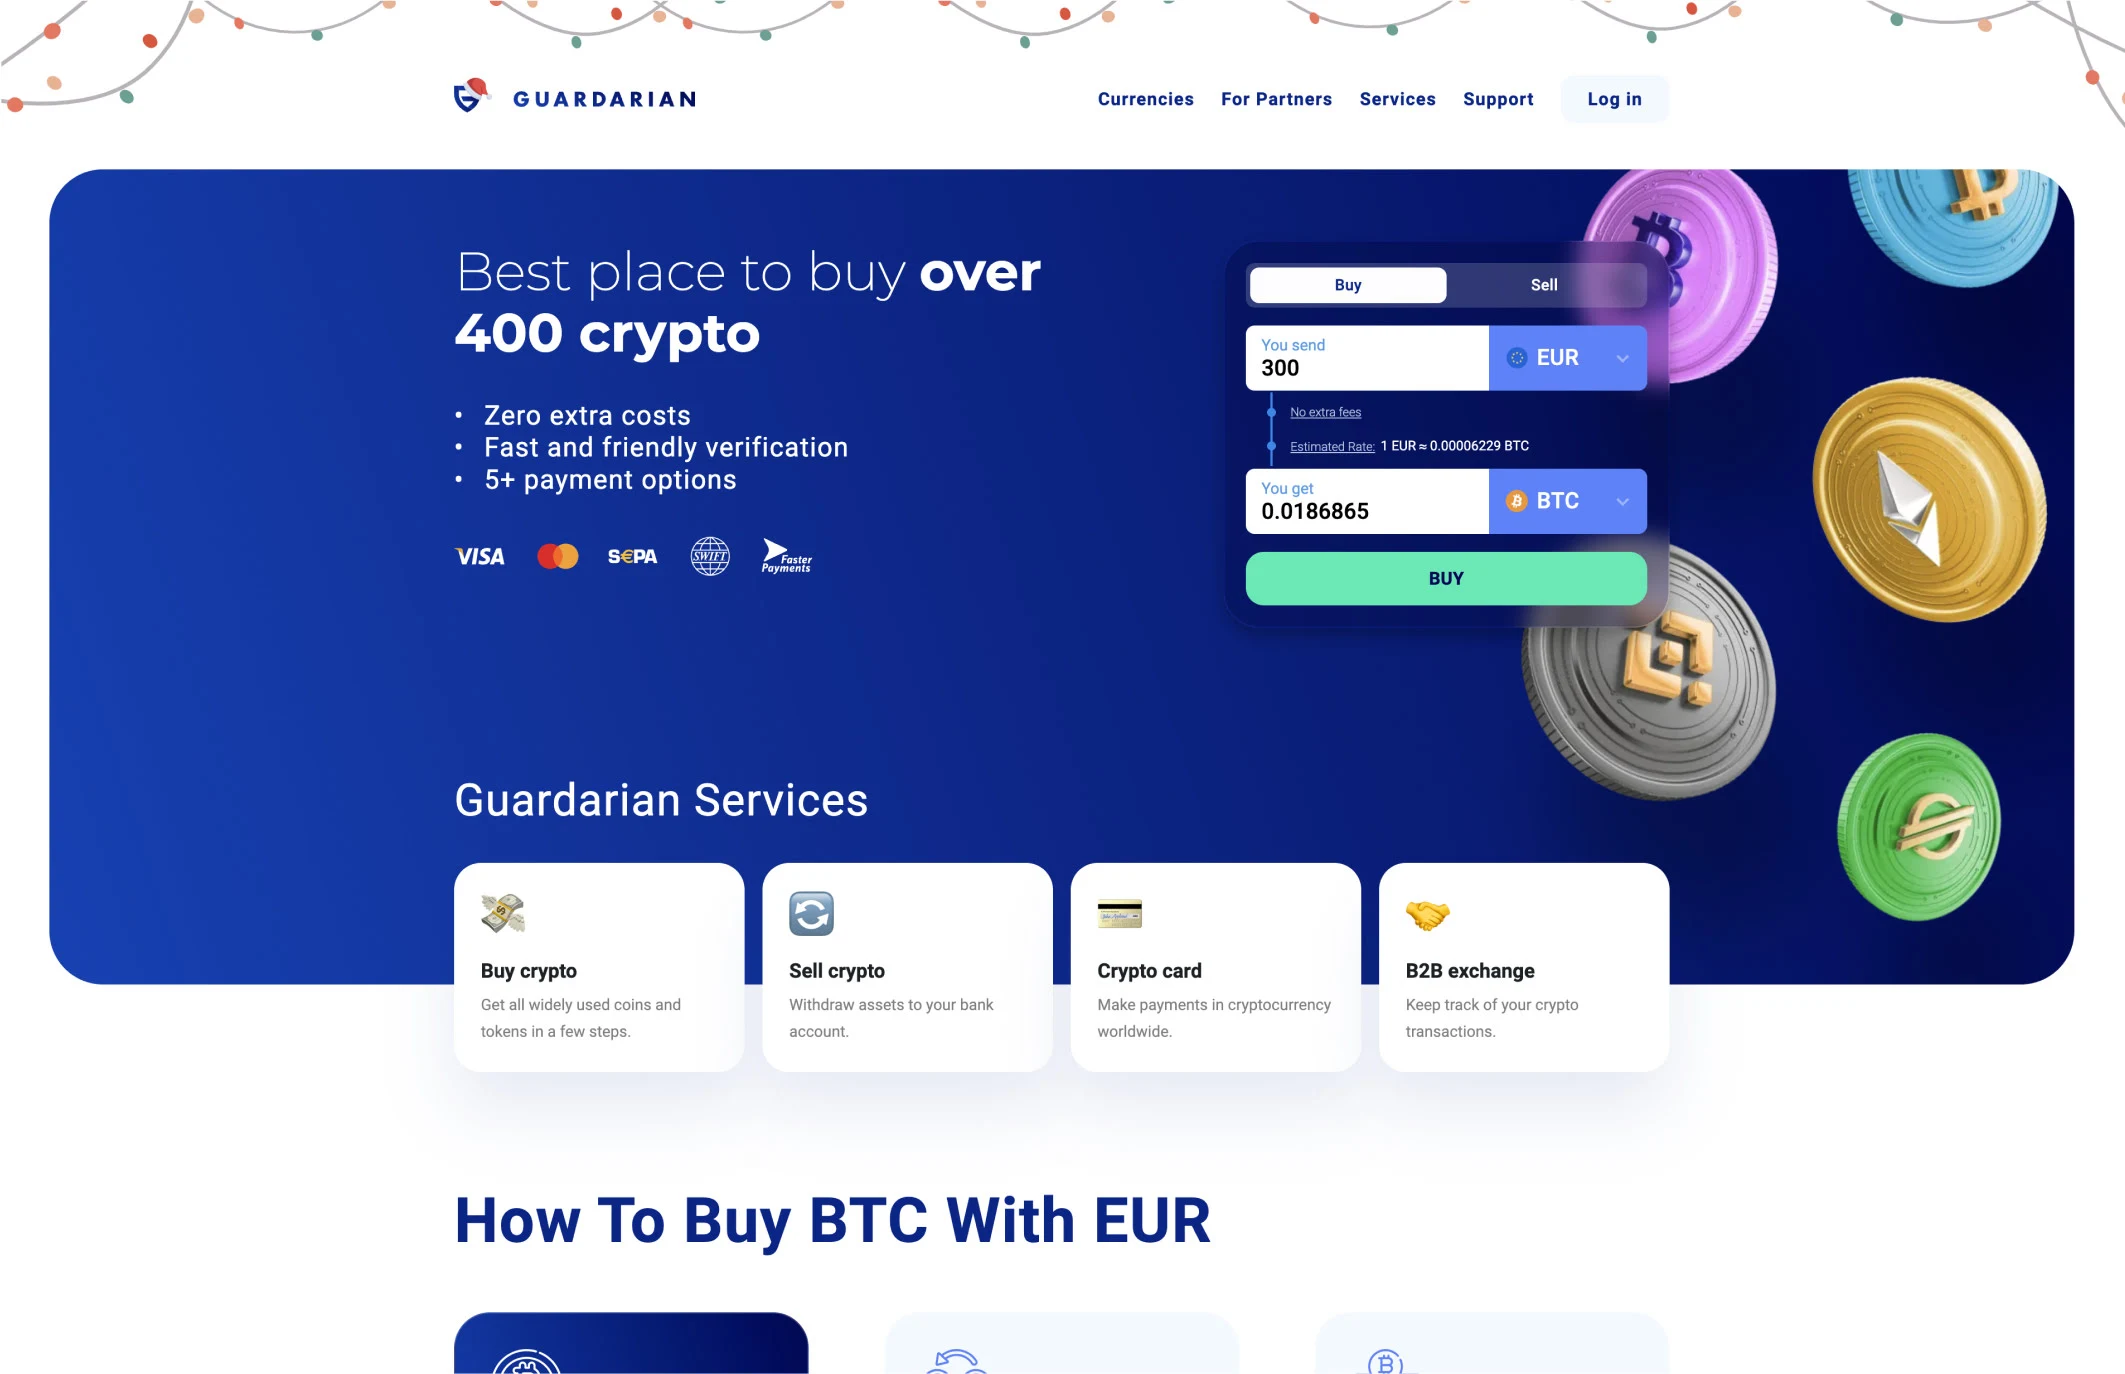 GUARDARIAN
Currencies
For Partners
Services
Support
Log in
Best place to buy over
400 crypto
• Zero extra costs
• Fast and friendly verification
• 5+ payment options
VISA
S€PA
SWIFT
Faster
Payments
Buy
Sell
You send
300
EUR
No extra fees
Estimated Rate: 1 EUR ≈ 0.00006229 BTC
You get
0.0186865
BTC
BUY
Guardarian Services
Buy crypto
Get all widely used coins and
tokens in a few steps.
Sell crypto
Withdraw assets to your bank
account.
Crypto card
Make payments in cryptocurrency
worldwide.
B2B exchange
Keep track of your crypto
transactions.
How To Buy BTC With EUR